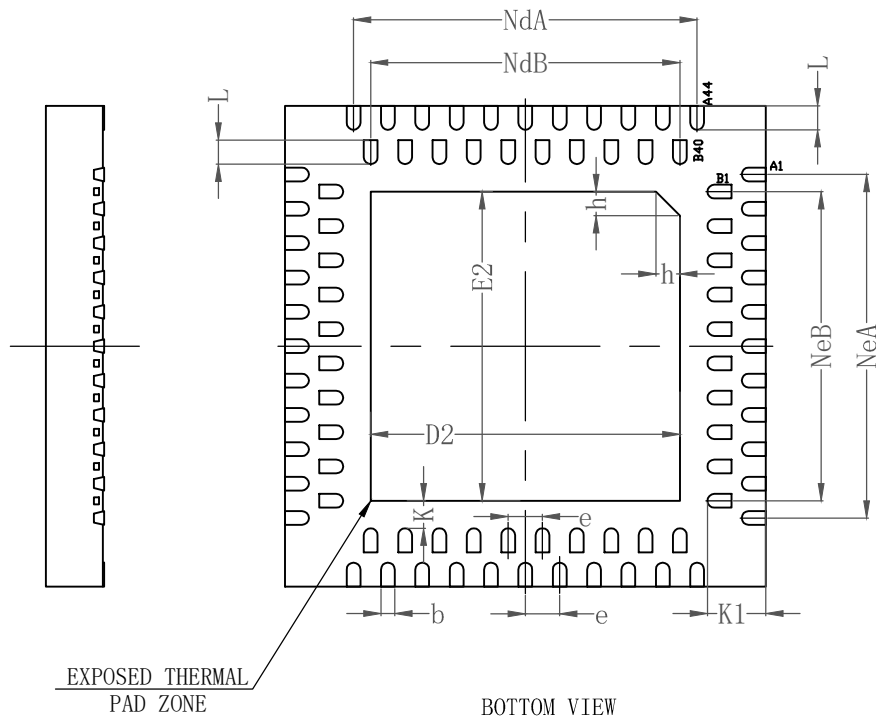 NdA
NdB
L
L
A44
B40
A1
B1
h
h
E2
NeB
NeA
D2
K
e
b
e
K1
EXPOSED THERMAL
PAD ZONE
BOTTOM VIEW